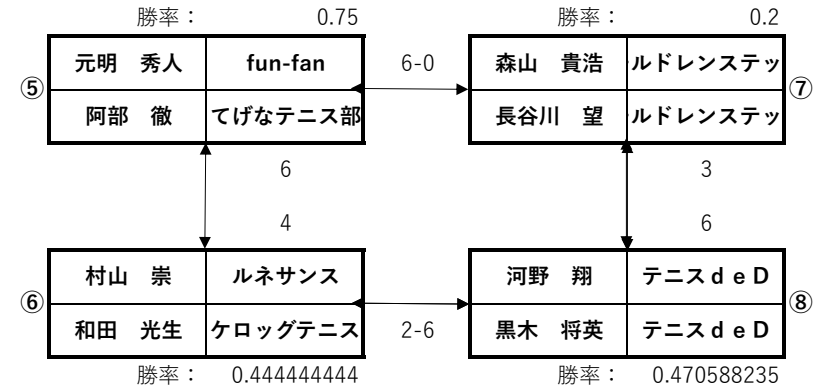 勝率： 0.75 勝率： 0.2
元明 秀人 fun-fan 6-0 森山 貴浩 ルドレンステッ
⑤ ⑦
阿部 徹 てげなテニス部 長谷川 望 ルドレンステッ
6 3
4 6
村山 崇 ルネサンス 河野 翔 テニスｄｅD
⑥ ⑧
和田 光生 ケロッグテニス 2-6 黒木 将英 テニスｄｅD
勝率： 0.444444444 勝率： 0.470588235